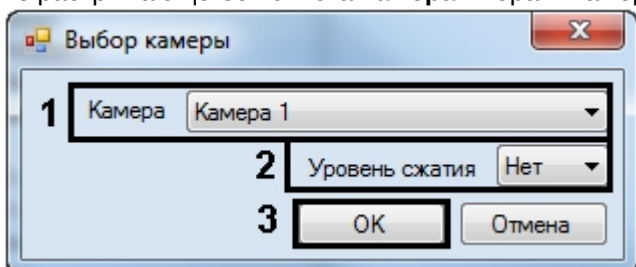 Выбор камеры
1 Камера Камера 1
2 Уровень сжатия Нет
3 OK Отмена